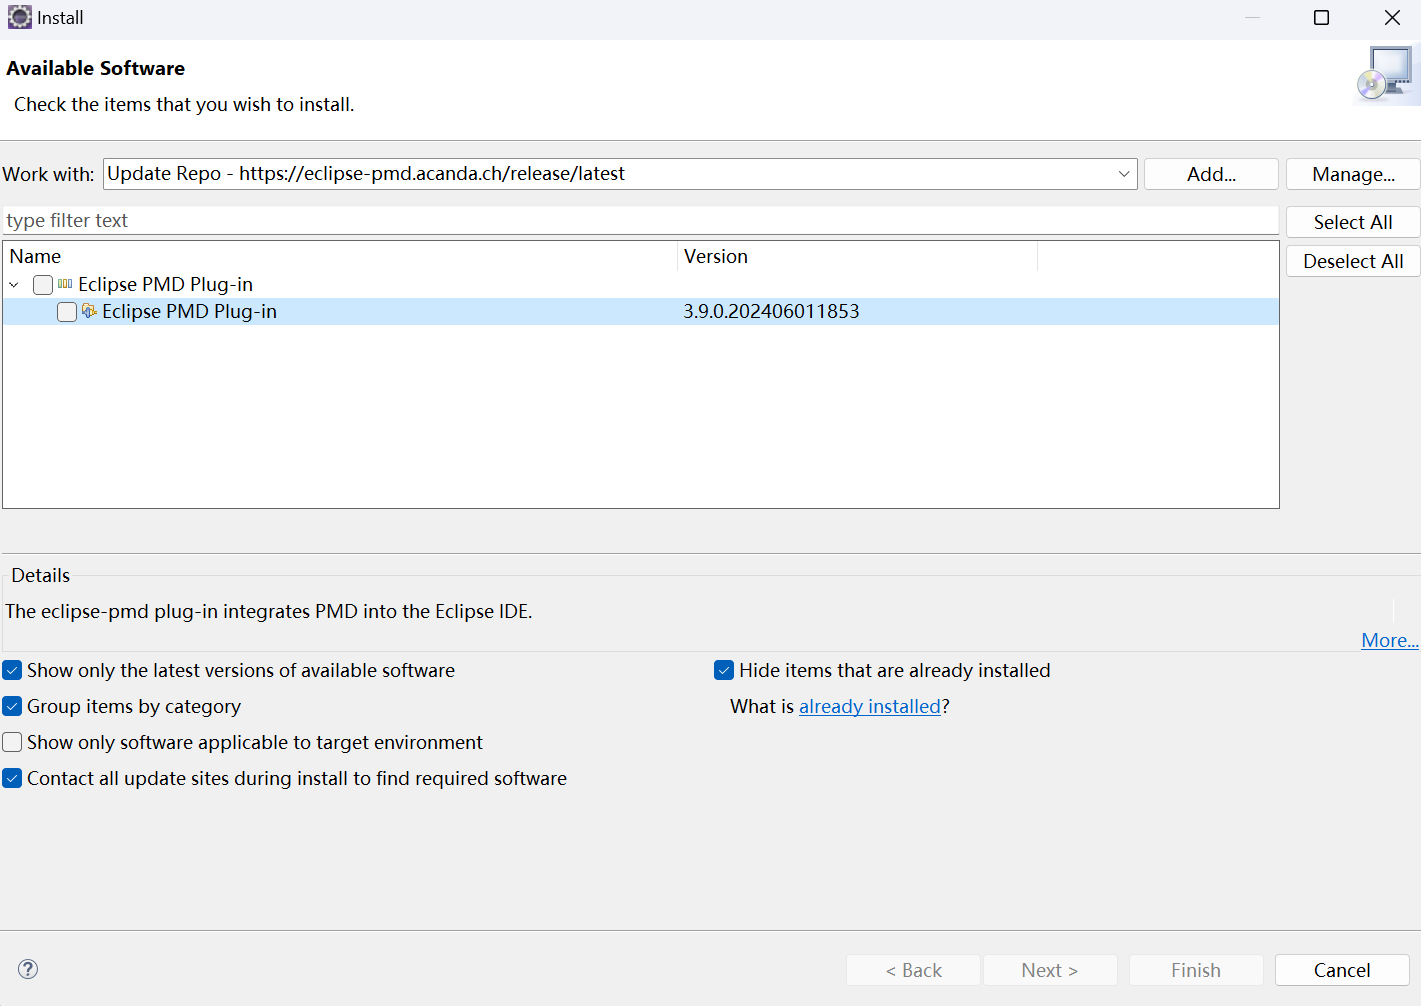 Install
Available Software
Check the items that you wish to install.
Work with: Update Repo - https://eclipse-pmd.acanda.ch/release/latest Add... Manage...
type filter text Select All
Name Version Deselect All
Eclipse PMD Plug-in
Eclipse PMD Plug-in 3.9.0.202406011853
Details
The eclipse-pmd plug-in integrates PMD into the Eclipse IDE.
More...
Show only the latest versions of available software Hide items that are already installed
Group items by category What is already installed?
Show only software applicable to target environment
Contact all update sites during install to find required software
? < Back Next > Finish Cancel